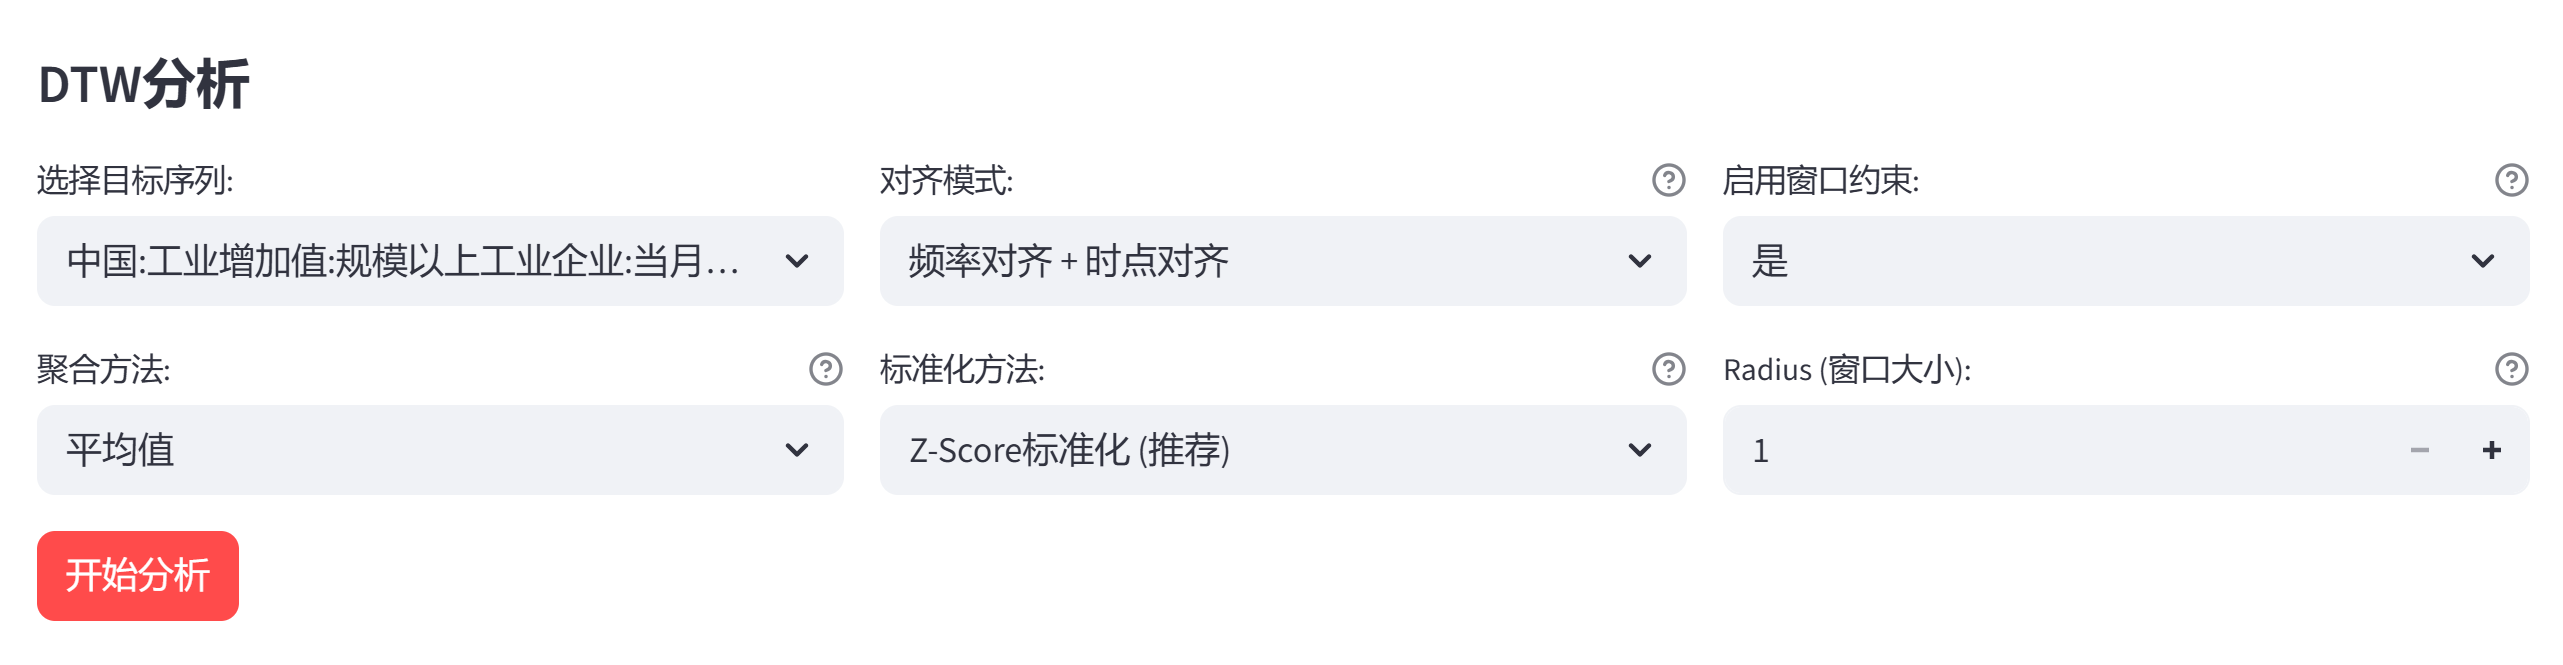 DTW分析
选择目标序列:
对齐模式:
启用窗口约束:
中国:工业增加值:规模以上工业企业:当月…
频率对齐 + 时点对齐
是
聚合方法:
标准化方法:
Radius (窗口大小):
平均值
Z-Score标准化 (推荐)
1
开始分析